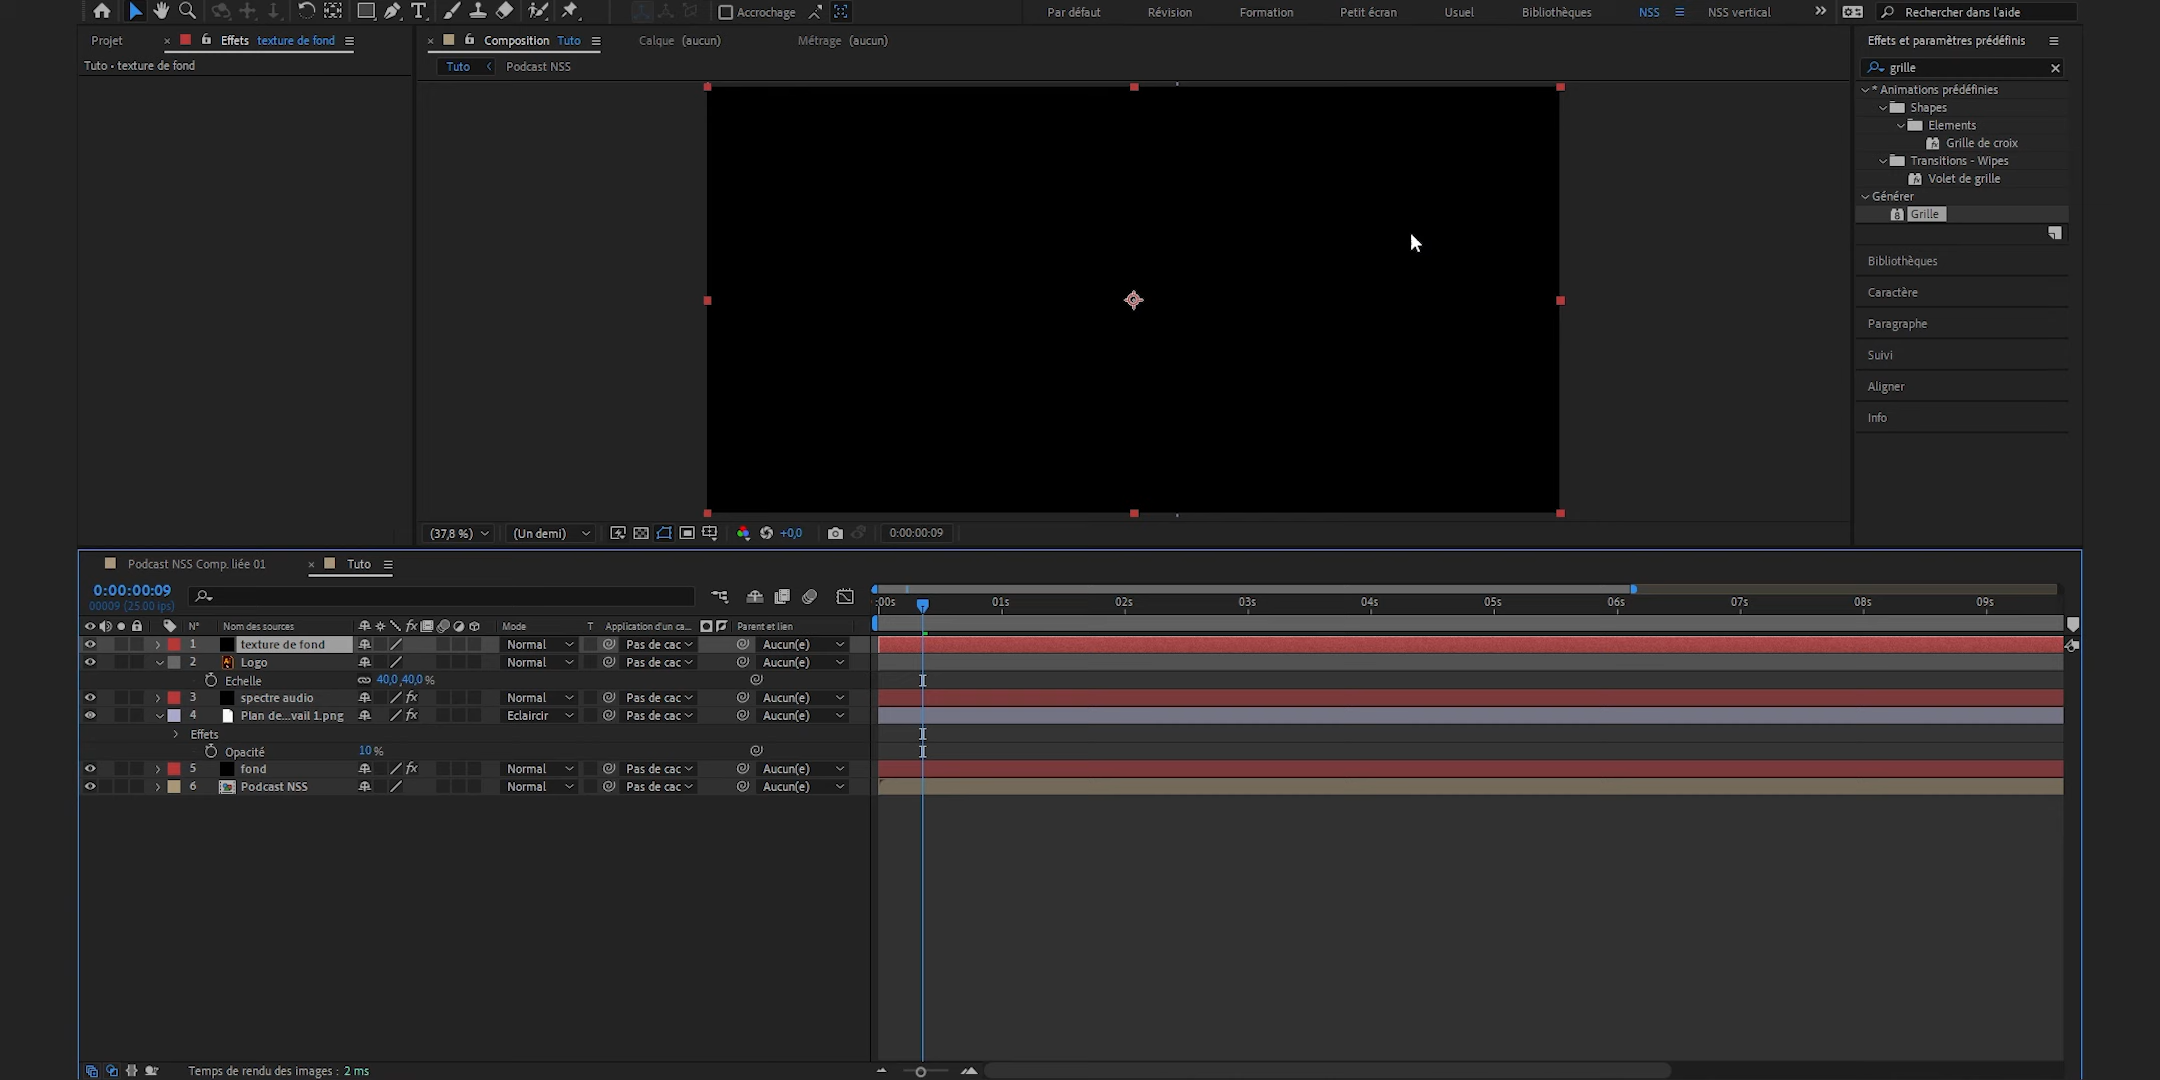 Accrochage
Par défaut
Révision
Formation
Petit écran
Usuel
Bibliothèques
NSS
NSS vertical
Rechercher dans l'aide
Projet
Effets texture de fond
Composition Tuto
Calque (aucun)
Métrage (aucun)
Effets et paramètres prédéfinis
Tuto • texture de fond
Tuto
Podcast NSS
grille
* Animations prédéfinies
Shapes
Elements
Grille de croix
Transitions - Wipes
Volet de grille
Générer
Grille
Bibliothèques
Caractère
Paragraphe
Suivi
Aligner
Info
(37,8 %)
(Un demi)
+0,0
0:00:00:09
Podcast NSS Comp. liée 01
Tuto
0:00:00:09
00009 (25.00 ips)
:00s 01s 02s 03s 04s 05s 06s 07s 08s 09s
N° Nom des sources fx Mode T Application d'un ca... Parent et lien
1 texture de fond Normal Pas de cac Aucun(e)
2 Logo Normal Pas de cac Aucun(e)
Echelle 40,0 ,40,0 %
3 spectre audio fx Normal Pas de cac Aucun(e)
4 Plan de...vail 1.png fx Eclaircir Pas de cac Aucun(e)
Effets
Opacité 10 %
5 fond fx Normal Pas de cac Aucun(e)
6 Podcast NSS Normal Pas de cac Aucun(e)
Temps de rendu des images : 2 ms